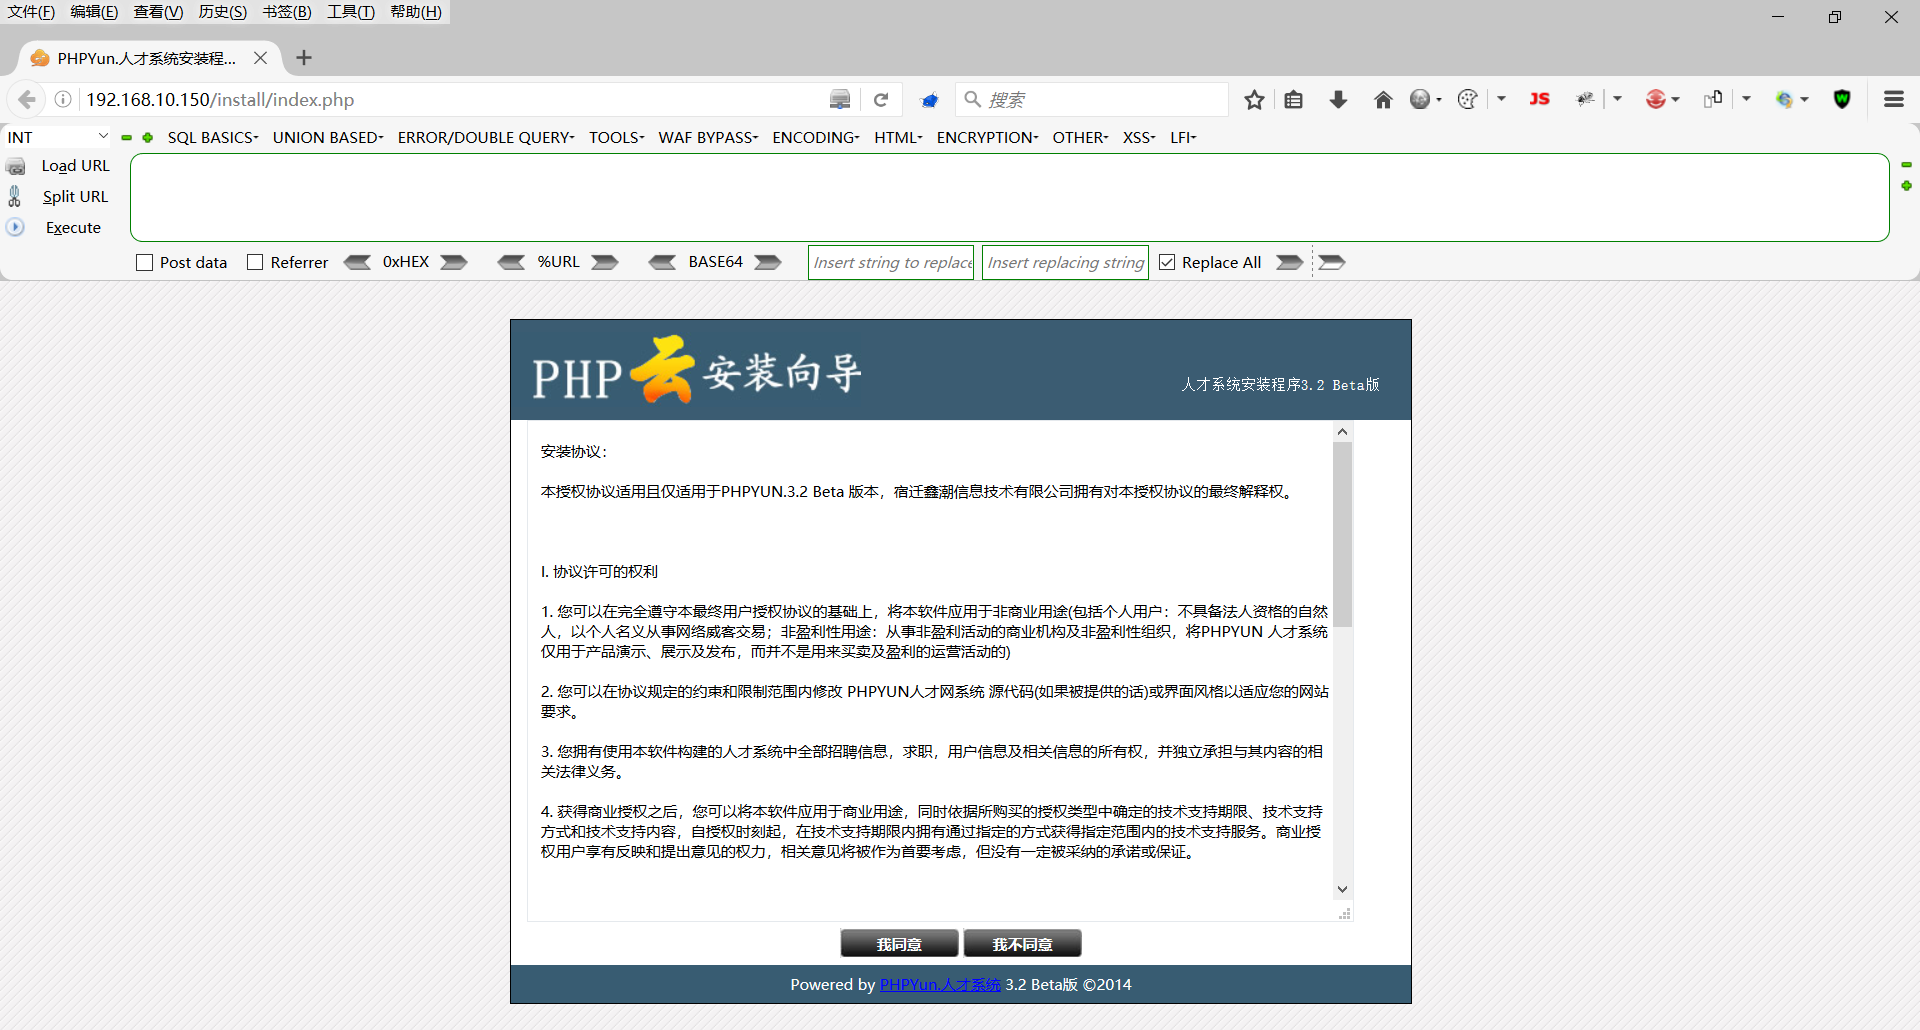 文件(F) 编辑(E) 查看(V) 历史(S) 书签(B) 工具(T) 帮助(H)
PHPYun.人才系统安装程...
192.168.10.150/install/index.php
搜索
JS
INT
SQL BASICS UNION BASED ERROR/DOUBLE QUERY TOOLS WAF BYPASS ENCODING HTML ENCRYPTION OTHER XSS LFI
Load URL
Split URL
Execute
Post data Referrer 0xHEX %URL BASE64 Insert string to replace Insert replacing string Replace All
PHP云安装向导
人才系统安装程序3.2 Beta版
安装协议：
本授权协议适用且仅适用于PHPYUN.3.2 Beta 版本，宿迁鑫潮信息技术有限公司拥有对本授权协议的最终解释权。
I. 协议许可的权利
1. 您可以在完全遵守本最终用户授权协议的基础上，将本软件应用于非商业用途(包括个人用户：不具备法人资格的自然
人，以个人名义从事网络威客交易；非盈利性用途：从事非盈利活动的商业机构及非盈利性组织，将PHPYUN 人才系统
仅用于产品演示、展示及发布，而并不是用来买卖及盈利的运营活动的)
2. 您可以在协议规定的约束和限制范围内修改 PHPYUN人才网系统 源代码(如果被提供的话)或界面风格以适应您的网站
要求。
3. 您拥有使用本软件构建的人才系统中全部招聘信息，求职，用户信息及相关信息的所有权，并独立承担与其内容的相
关法律义务。
4. 获得商业授权之后，您可以将本软件应用于商业用途，同时依据所购买的授权类型中确定的技术支持期限、技术支持
方式和技术支持内容，自授权时刻起，在技术支持期限内拥有通过指定的方式获得指定范围内的技术支持服务。商业授
权用户享有反映和提出意见的权力，相关意见将被作为首要考虑，但没有一定被采纳的承诺或保证。
我同意 我不同意
Powered by PHPYun.人才系统 3.2 Beta版 ©2014